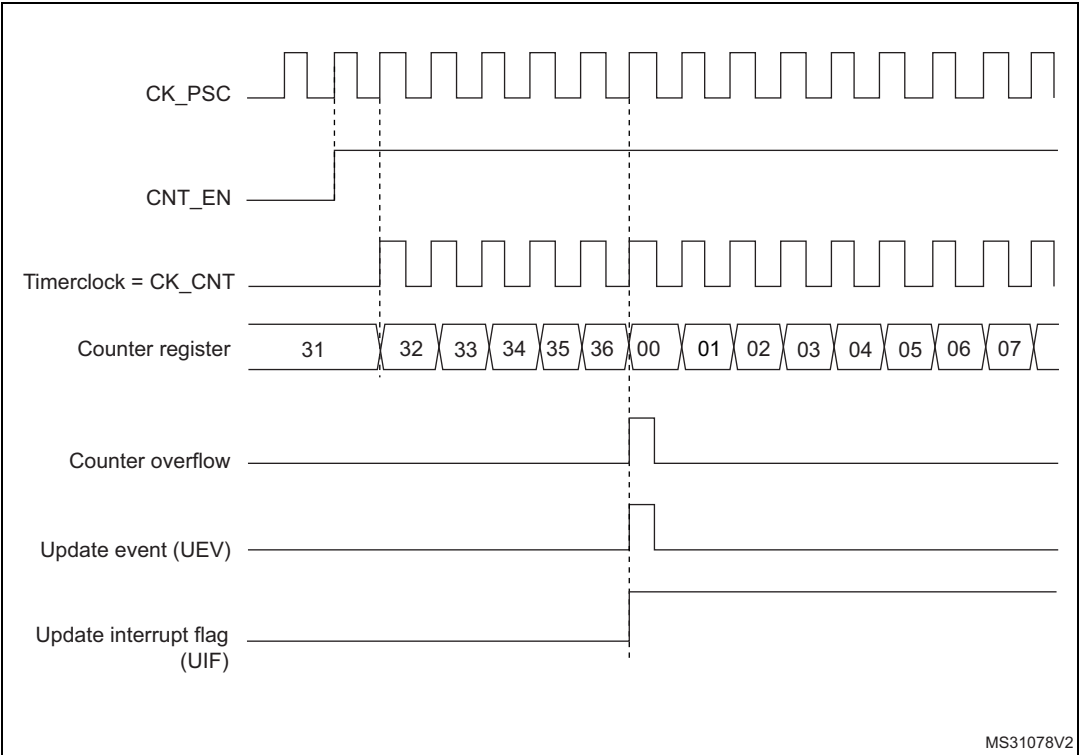 CK_PSC
CNT_EN
Timerclock = CK_CNT
Counter register 31 32 33 34 35 36 00 01 02 03 04 05 06 07
Counter overflow
Update event (UEV)
Update interrupt flag
(UIF)
MS31078V2